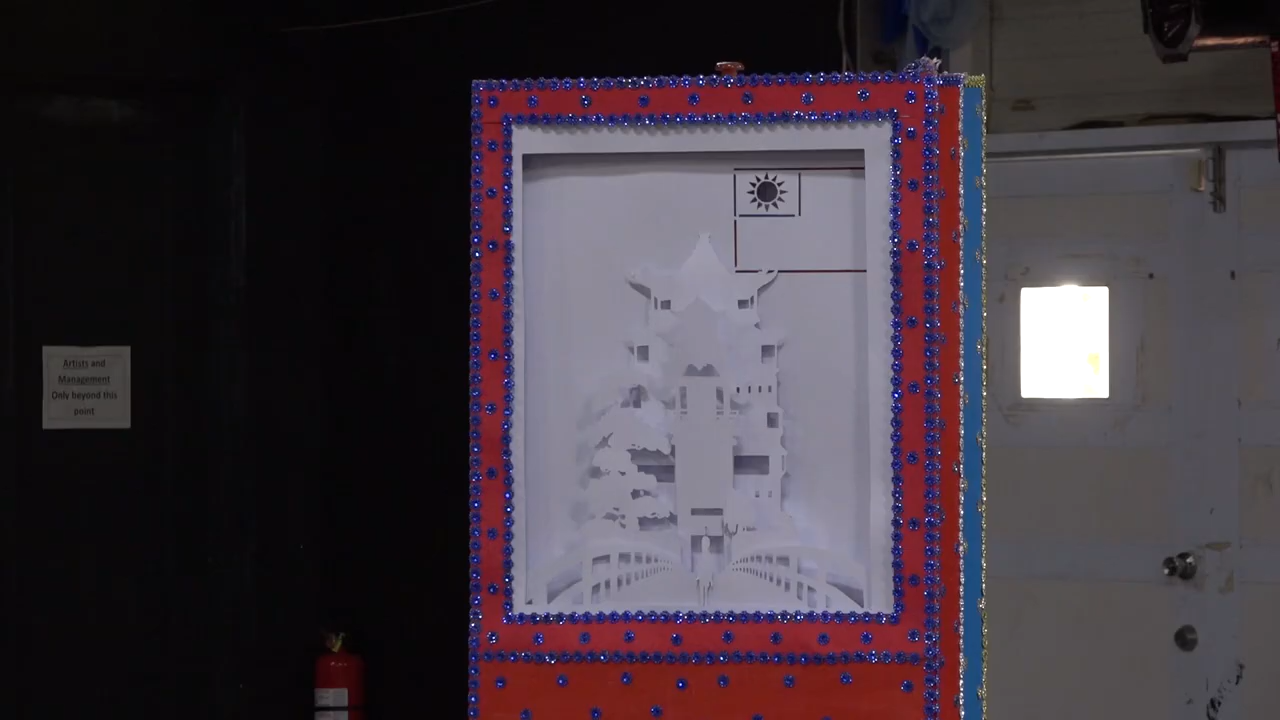 Artists and
Management
Only beyond this
point